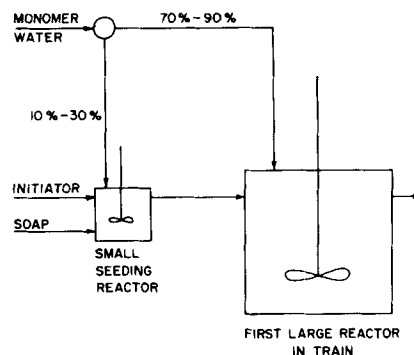 MONOMER
WATER
70%-90%
10%-30%
INITIATOR
SOAP
SMALL
SEEDING
REACTOR
FIRST LARGE REACTOR
IN TRAIN